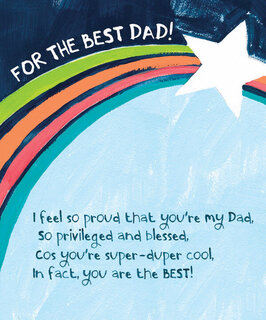 FOR THE BEST DAD!
I feel so proud that you're my Dad,
So privileged and blessed,
Cos you're super-duper cool,
In fact, you are the BEST!